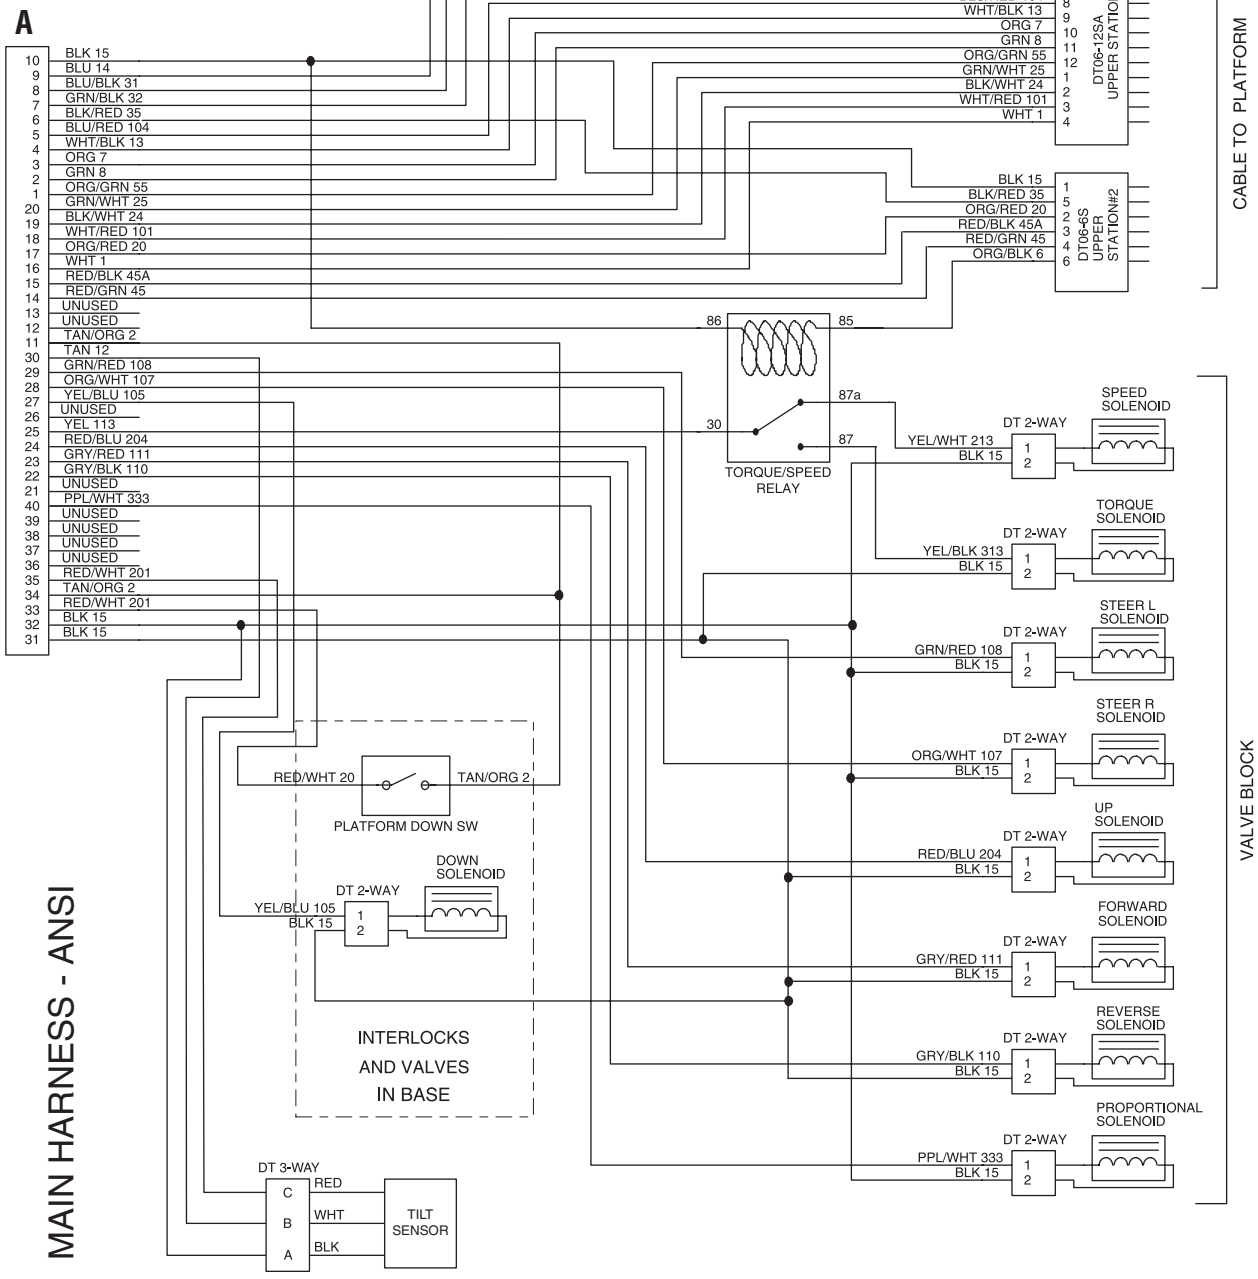 A
10 BLK 15
9 BLU 14
8 BLU/BLK 31
7 GRN/BLK 32
6 BLK/RED 35
5 BLU/RED 104
4 WHT/BLK 13
3 ORG 7
2 GRN 8
1 ORG/GRN 55
20 GRN/WHT 25
19 BLK/WHT 24
18 WHT/RED 101
17 ORG/RED 20
16 WHT 1
15 RED/BLK 45A
14 RED/GRN 45
13 UNUSED
12 UNUSED
11 TAN/ORG 2
30 TAN 12
29 GRN/RED 108
28 ORG/WHT 107
27 YEL/BLU 105
26 UNUSED
25 YEL 113
24 RED/BLU 204
23 GRY/RED 111
22 GRY/BLK 110
21 UNUSED
40 PPL/WHT 333
39 UNUSED
38 UNUSED
37 UNUSED
36 UNUSED
35 RED/WHT 201
34 TAN/ORG 2
33 RED/WHT 201
32 BLK 15
31 BLK 15
8
WHT/BLK 13 9
ORG 7 10
GRN 8 11
ORG/GRN 55 12
GRN/WHT 25 1
BLK/WHT 24 2
WHT/RED 101 3
WHT 1 4
DT06-12SA
UPPER STATION
BLK 15 1
BLK/RED 35 5
ORG/RED 20 2
RED/BLK 45A 3
RED/GRN 45 4
ORG/BLK 6 6
DT06-6S
UPPER
STATION#2
CABLE TO PLATFORM
86 85
87a
30
87
TORQUE/SPEED
RELAY
SPEED
SOLENOID
DT 2-WAY
YEL/WHT 213 1
BLK 15 2
TORQUE
SOLENOID
DT 2-WAY
YEL/BLK 313 1
BLK 15 2
STEER L
SOLENOID
DT 2-WAY
GRN/RED 108 1
BLK 15 2
STEER R
SOLENOID
DT 2-WAY
ORG/WHT 107 1
BLK 15 2
UP
SOLENOID
DT 2-WAY
RED/BLU 204 1
BLK 15 2
FORWARD
SOLENOID
DT 2-WAY
GRY/RED 111 1
BLK 15 2
REVERSE
SOLENOID
DT 2-WAY
GRY/BLK 110 1
BLK 15 2
PROPORTIONAL
SOLENOID
DT 2-WAY
PPL/WHT 333 1
BLK 15 2
VALVE BLOCK
RED/WHT 20 TAN/ORG 2
PLATFORM DOWN SW
DOWN
SOLENOID
DT 2-WAY
YEL/BLU 105 1
BLK 15 2
INTERLOCKS
AND VALVES
IN BASE
MAIN HARNESS - ANSI
DT 3-WAY
C RED
B WHT
A BLK
TILT
SENSOR